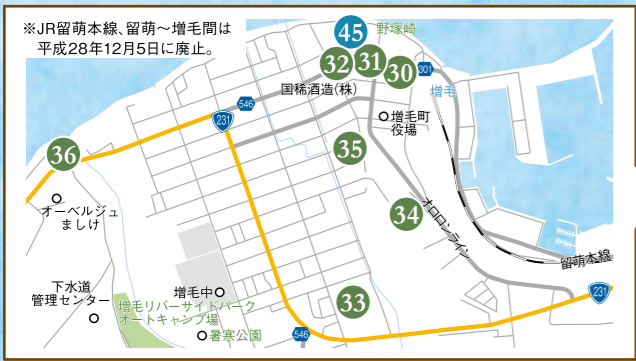 ※JR留萌本線、留萌〜増毛間は
平成28年12月5日に廃止。
45
野塚崎
32
31
30
301
国稀酒造(株)
増毛
546
231
増毛町
役場
36
35
オーベルジュ
ましけ
34
オロロンライン
留萌本線
下水道
管理センター
増毛中
33
231
増毛リバーサイドパーク
オートキャンプ場
暑寒公園
546